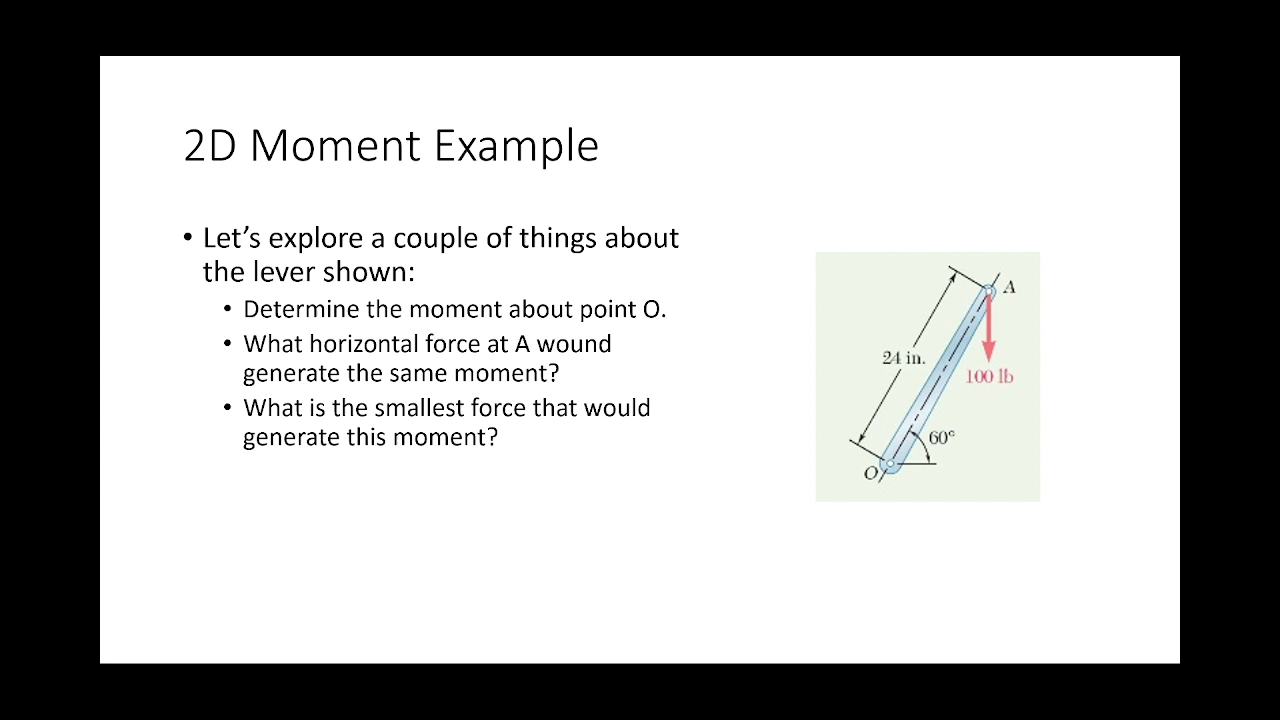 2D Moment Example
• Let’s explore a couple of things about
the lever shown:
• Determine the moment about point O.
• What horizontal force at A wound
generate the same moment?
• What is the smallest force that would
generate this moment?
A
24 in.
100 lb
60°
O